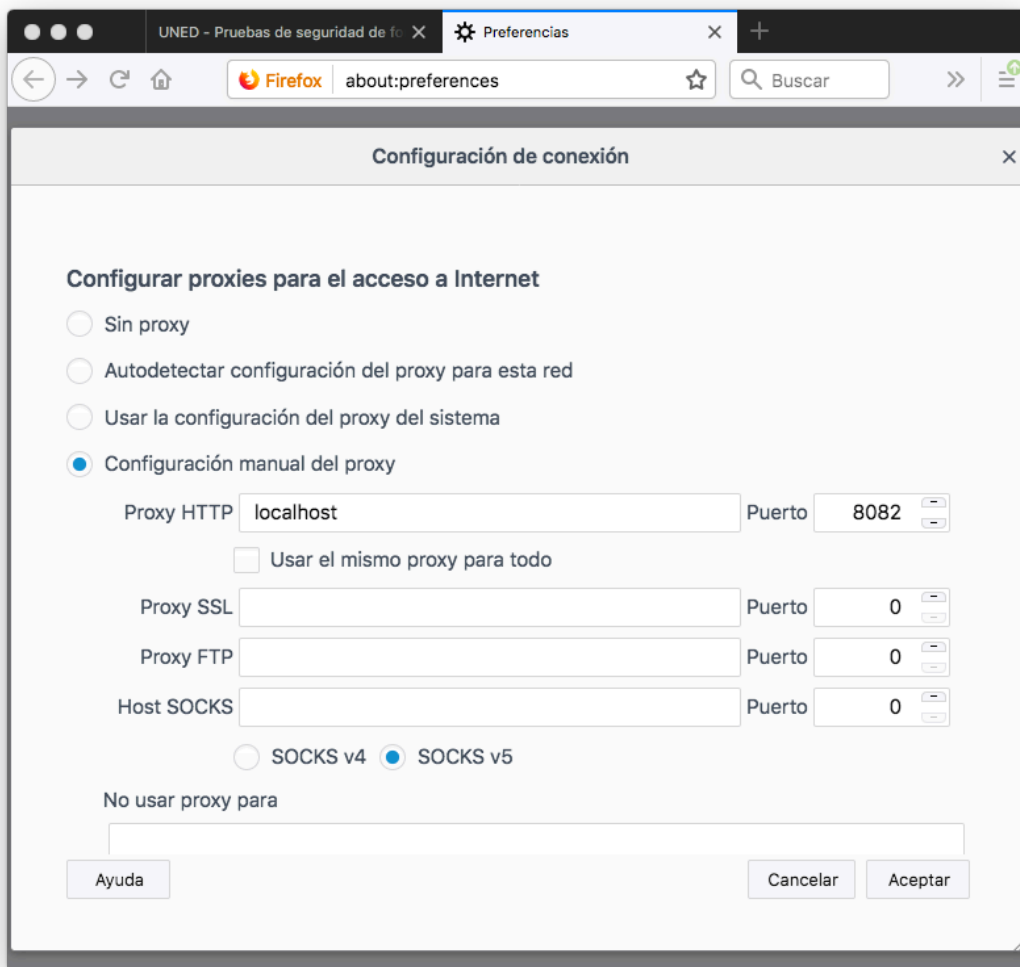 UNED - Pruebas de seguridad de fo
Preferencias
Firefox about:preferences
Buscar
Configuración de conexión
Configurar proxies para el acceso a Internet
Sin proxy
Autodetectar configuración del proxy para esta red
Usar la configuración del proxy del sistema
Configuración manual del proxy
Proxy HTTP localhost Puerto 8082
Usar el mismo proxy para todo
Proxy SSL Puerto 0
Proxy FTP Puerto 0
Host SOCKS Puerto 0
SOCKS v4 SOCKS v5
No usar proxy para
Ayuda Cancelar Aceptar